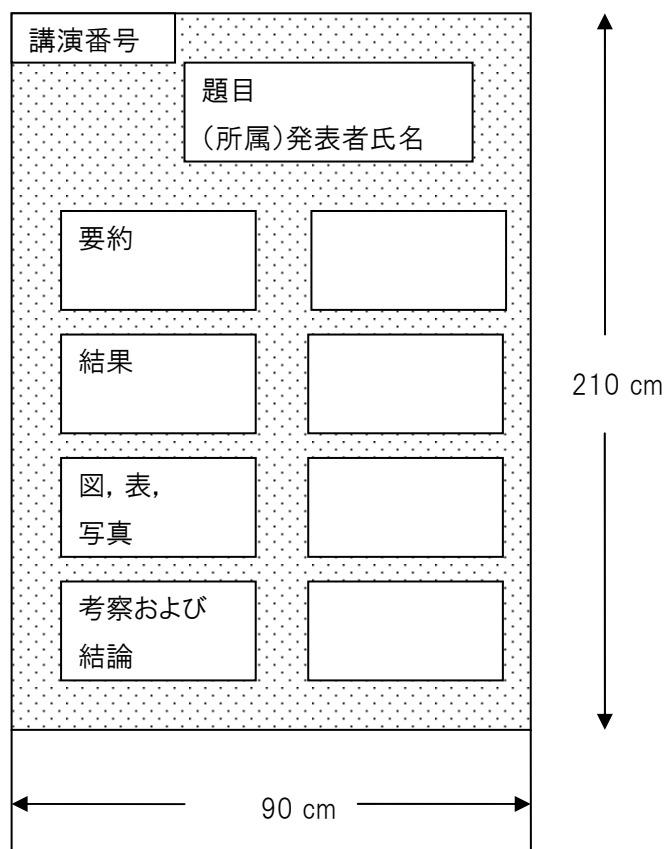 講演番号
題目
(所属)発表者氏名
要約
結果
図, 表,
写真
考察および
結論
210 cm
90 cm